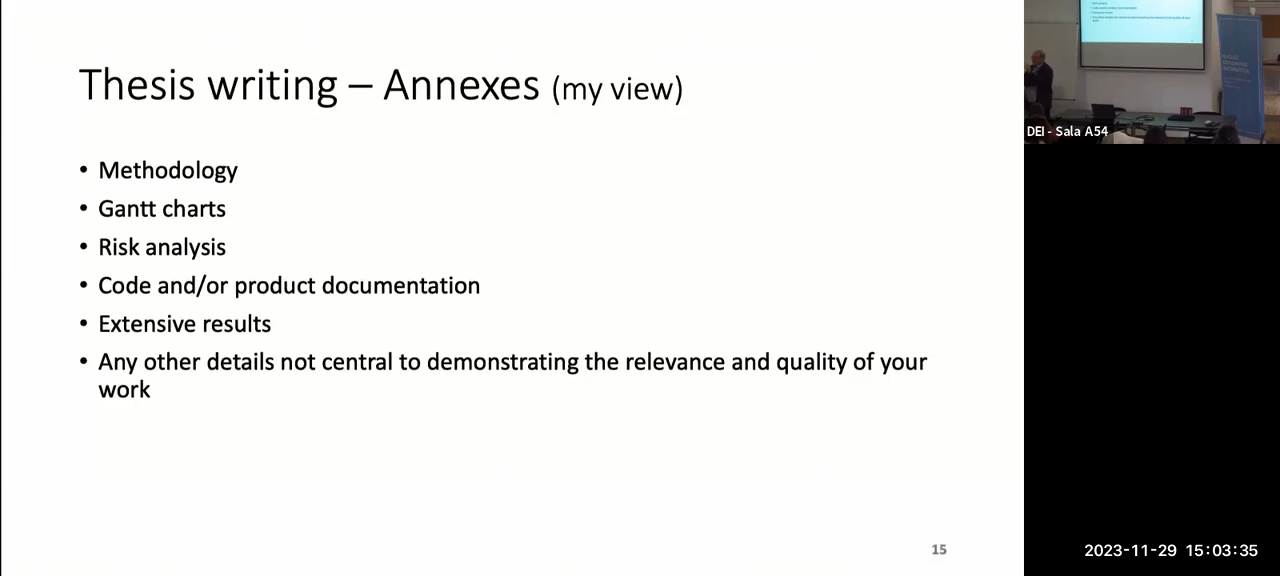 Thesis writing – Annexes (my view)
• Methodology
• Gantt charts
• Risk analysis
• Code and/or product documentation
• Extensive results
• Any other details not central to demonstrating the relevance and quality of your
work
15
DEI - Sala A54
2023-11-29 15:03:35